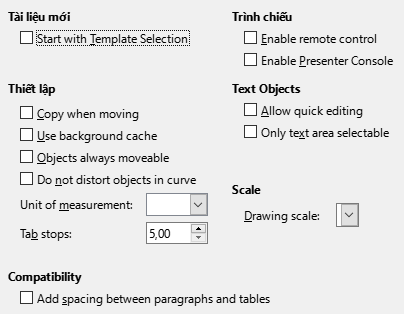 Tài liệu mới
Start with Template Selection
Thiết lập
Copy when moving
Use background cache
Objects always moveable
Do not distort objects in curve
Unit of measurement:
Tab stops: 5,00
Compatibility
Add spacing between paragraphs and tables
Trình chiếu
Enable remote control
Enable Presenter Console
Text Objects
Allow quick editing
Only text area selectable
Scale
Drawing scale: